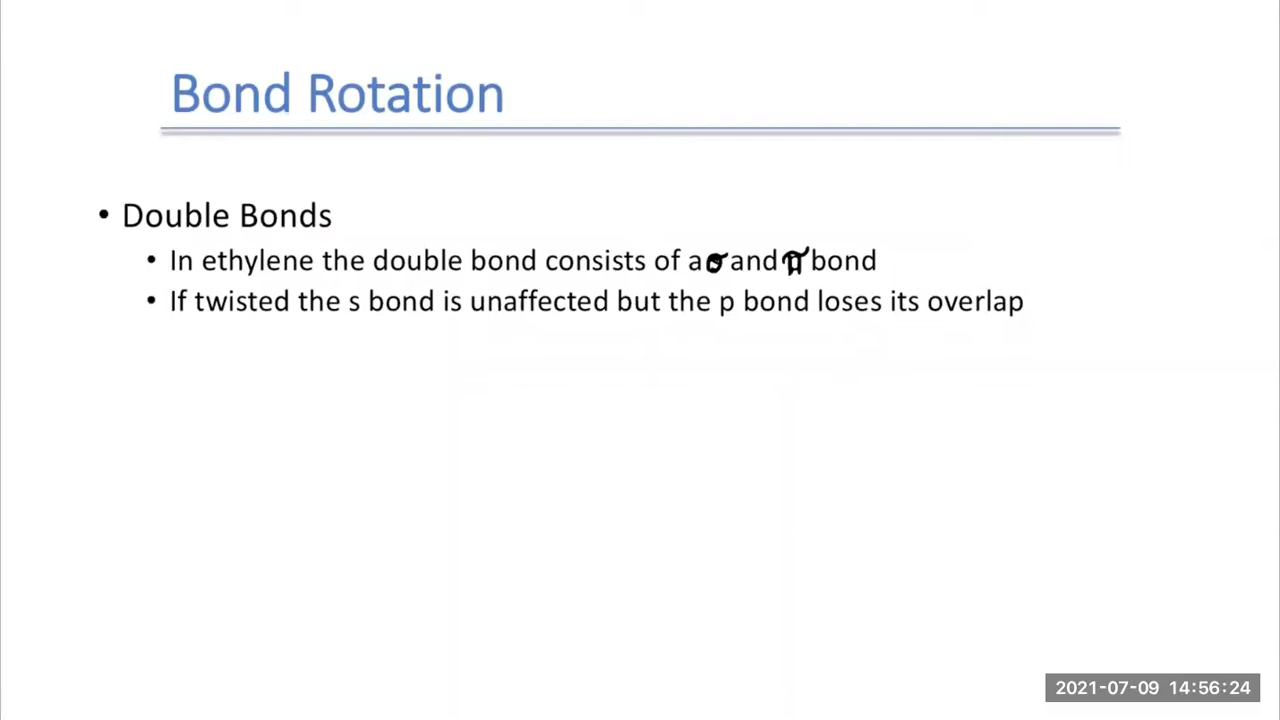 Bond Rotation
• Double Bonds
• In ethylene the double bond consists of a σ and π bond
• If twisted the s bond is unaffected but the p bond loses its overlap
2021-07-09 14:56:24